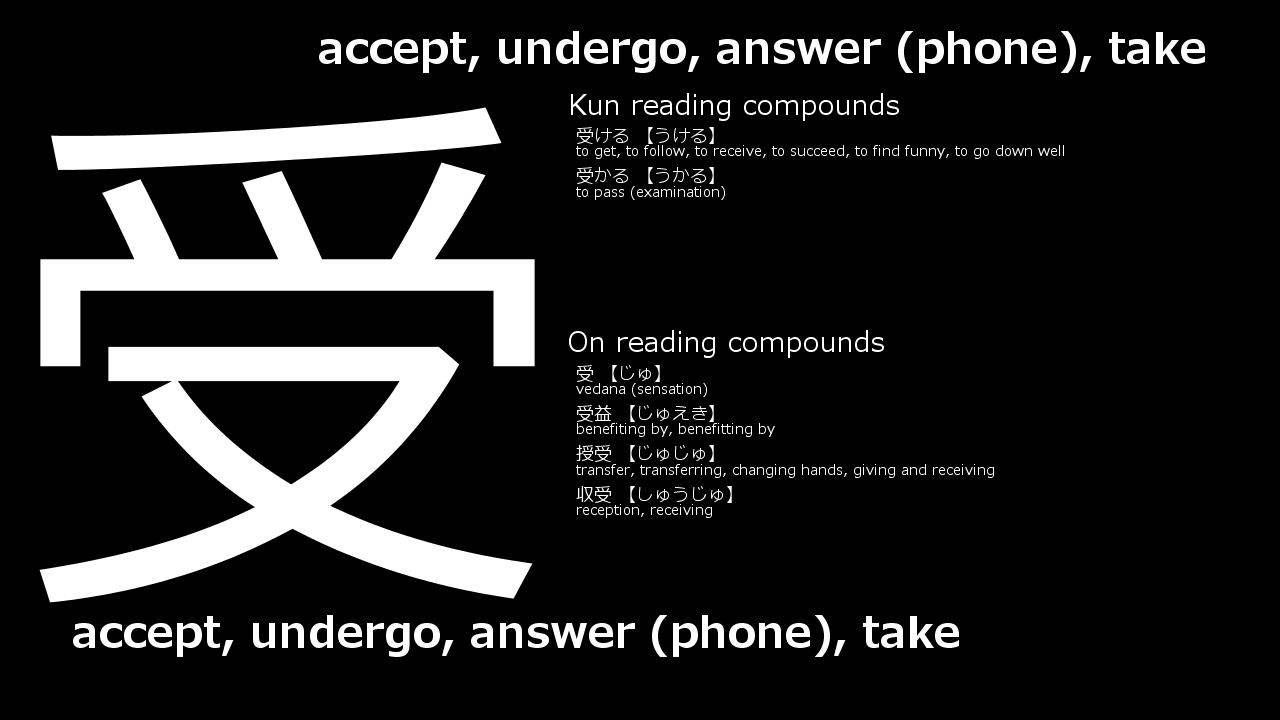 accept, undergo, answer (phone), take
受
Kun reading compounds
受ける 【うける】
to get, to follow, to receive, to succeed, to find funny, to go down well
受かる 【うかる】
to pass (examination)
On reading compounds
受 【じゅ】
vedana (sensation)
受益 【じゅえき】
benefiting by, benefitting by
授受 【じゅじゅ】
transfer, transferring, changing hands, giving and receiving
収受 【しゅうじゅ】
reception, receiving
accept, undergo, answer (phone), take